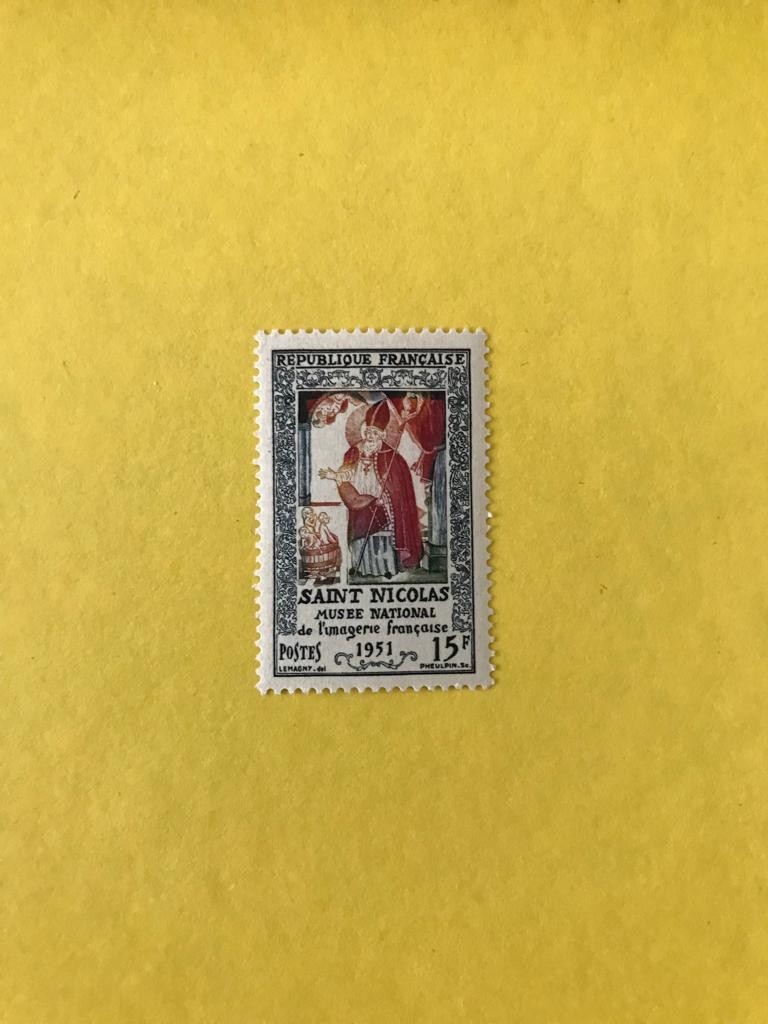 REPUBLIQUE FRANÇAISE
SAINT NICOLAS
MUSEE NATIONAL
de l'imagerie française
POSTES 1951 15F
LEMAGNY.del PHEULPIN.Sc.